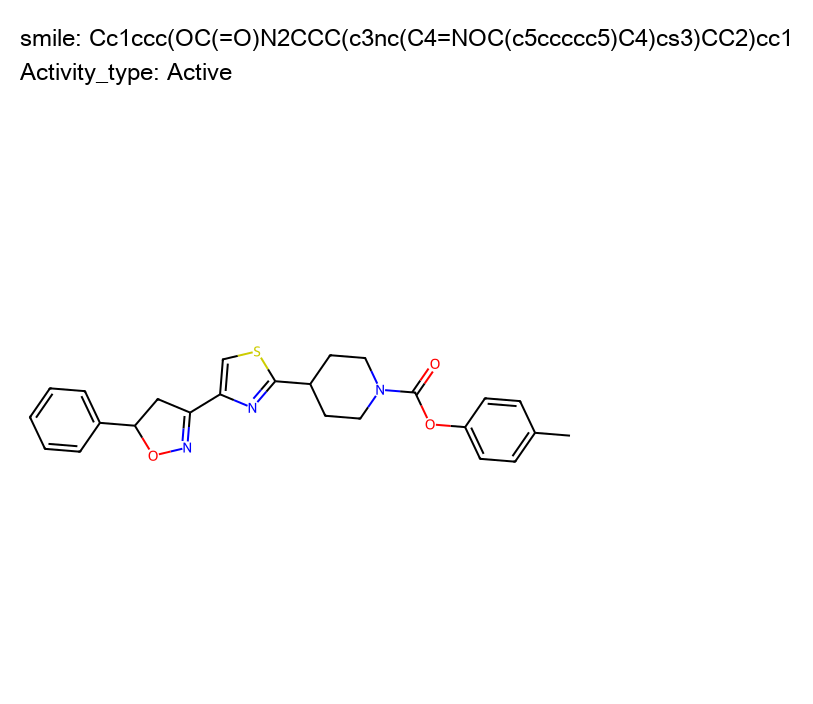 smile: Cc1ccc(OC(=O)N2CCC(c3nc(C4=NOC(c5ccccc5)C4)cs3)CC2)cc1
Activity_type: Active
S
O
N
N
O
N
O